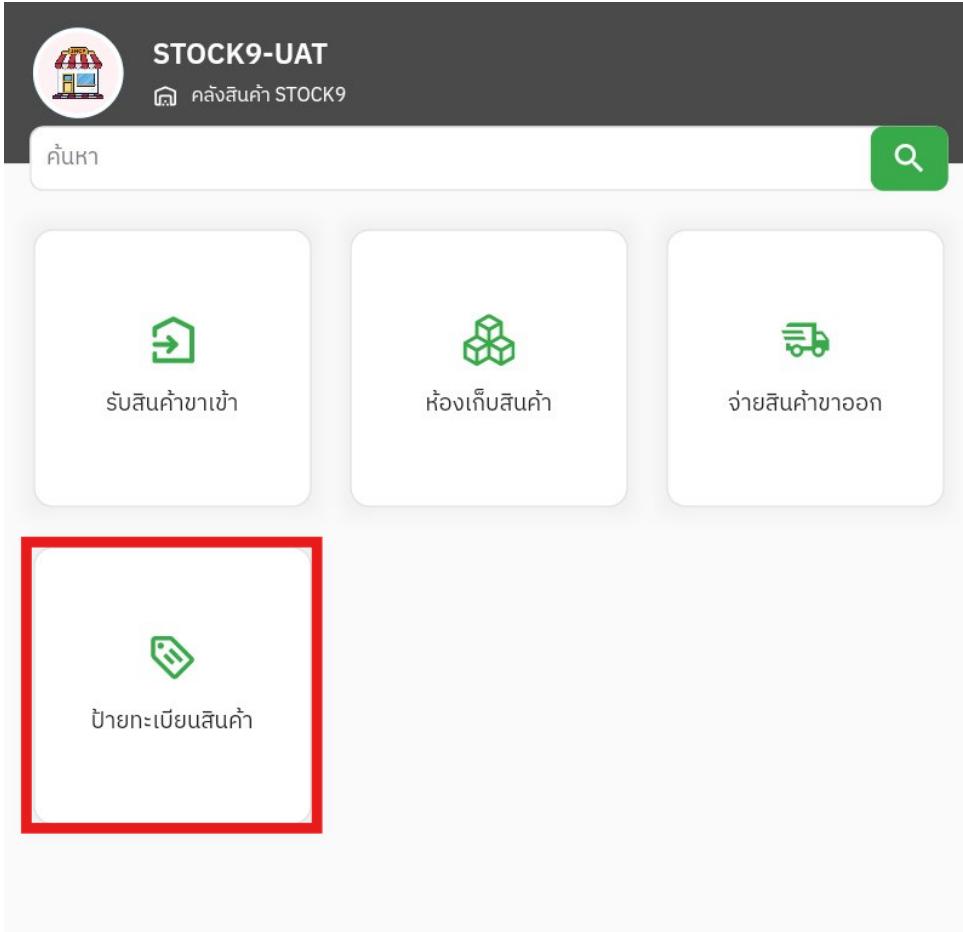 STOCK9-UAT
คลังสินค้า STOCK9
ค้นหา
รับสินค้าขาเข้า
ห้องเก็บสินค้า
จ่ายสินค้าขาออก
ป้ายทะเบียนสินค้า